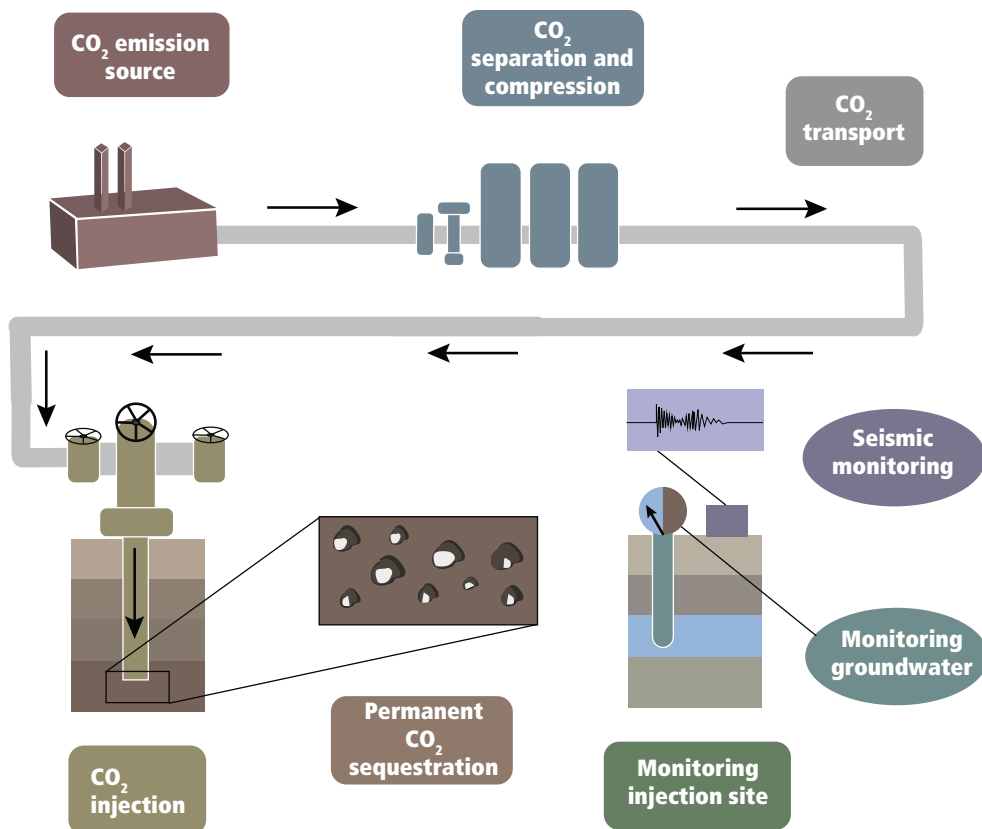 CO₂ emission
source
CO₂
separation and
compression
CO₂
transport
Seismic
monitoring
Monitoring
groundwater
Permanent
CO₂
sequestration
CO₂
injection
Monitoring
injection site